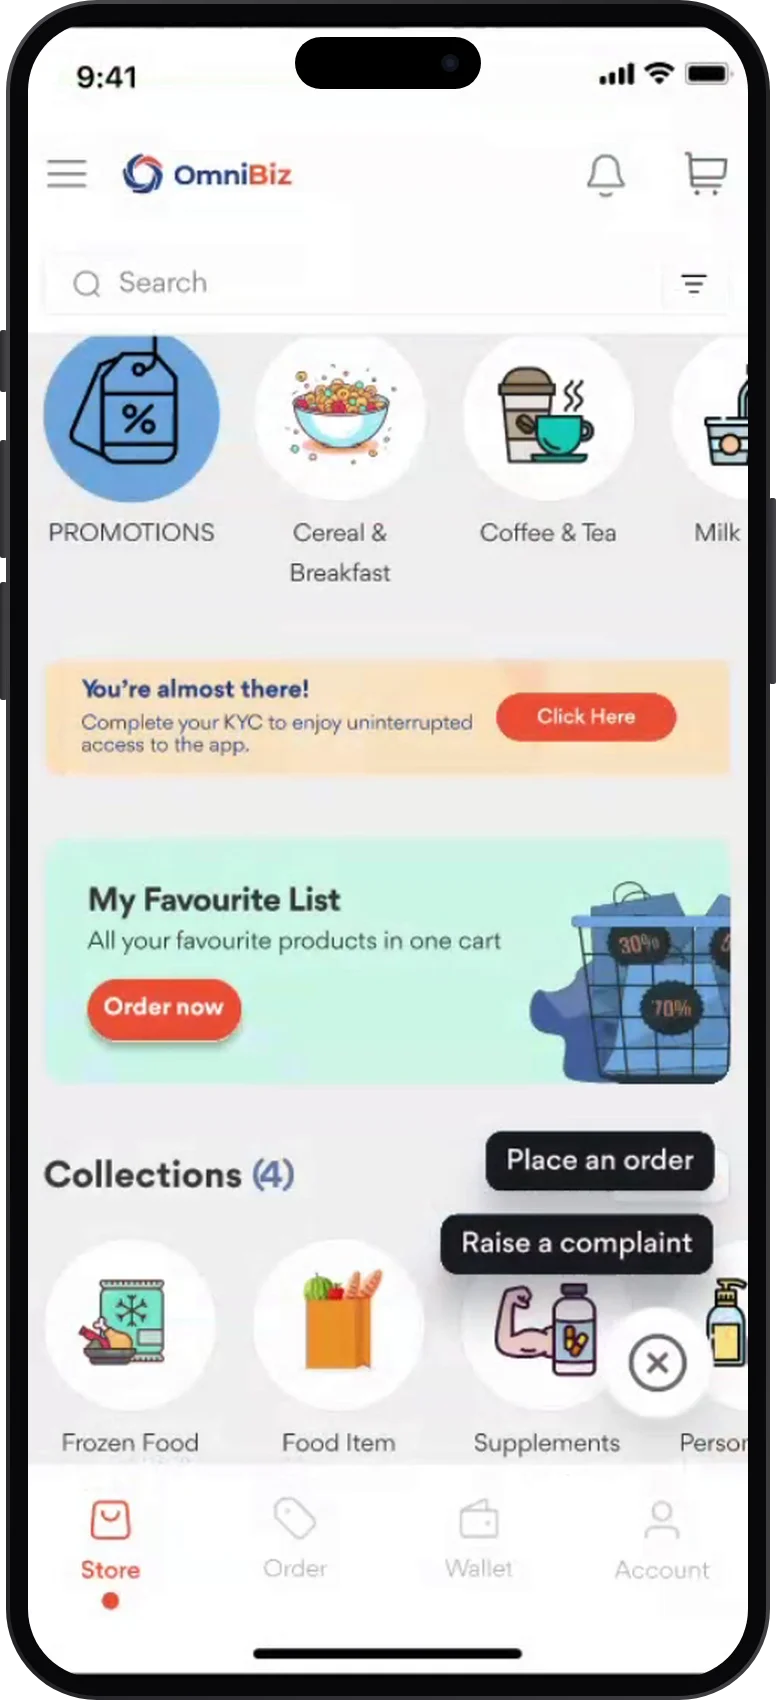 9:41
OmniBiz
Search
PROMOTIONS
Cereal &
Breakfast
Coffee & Tea
Milk
You're almost there!
Complete your KYC to enjoy uninterrupted
access to the app.
Click Here
My Favourite List
All your favourite products in one cart
Order now
30%
70%
Collections (4)
Place an order
Raise a complaint
Frozen Food
Food Item
Supplements
Person
Store
Order
Wallet
Account